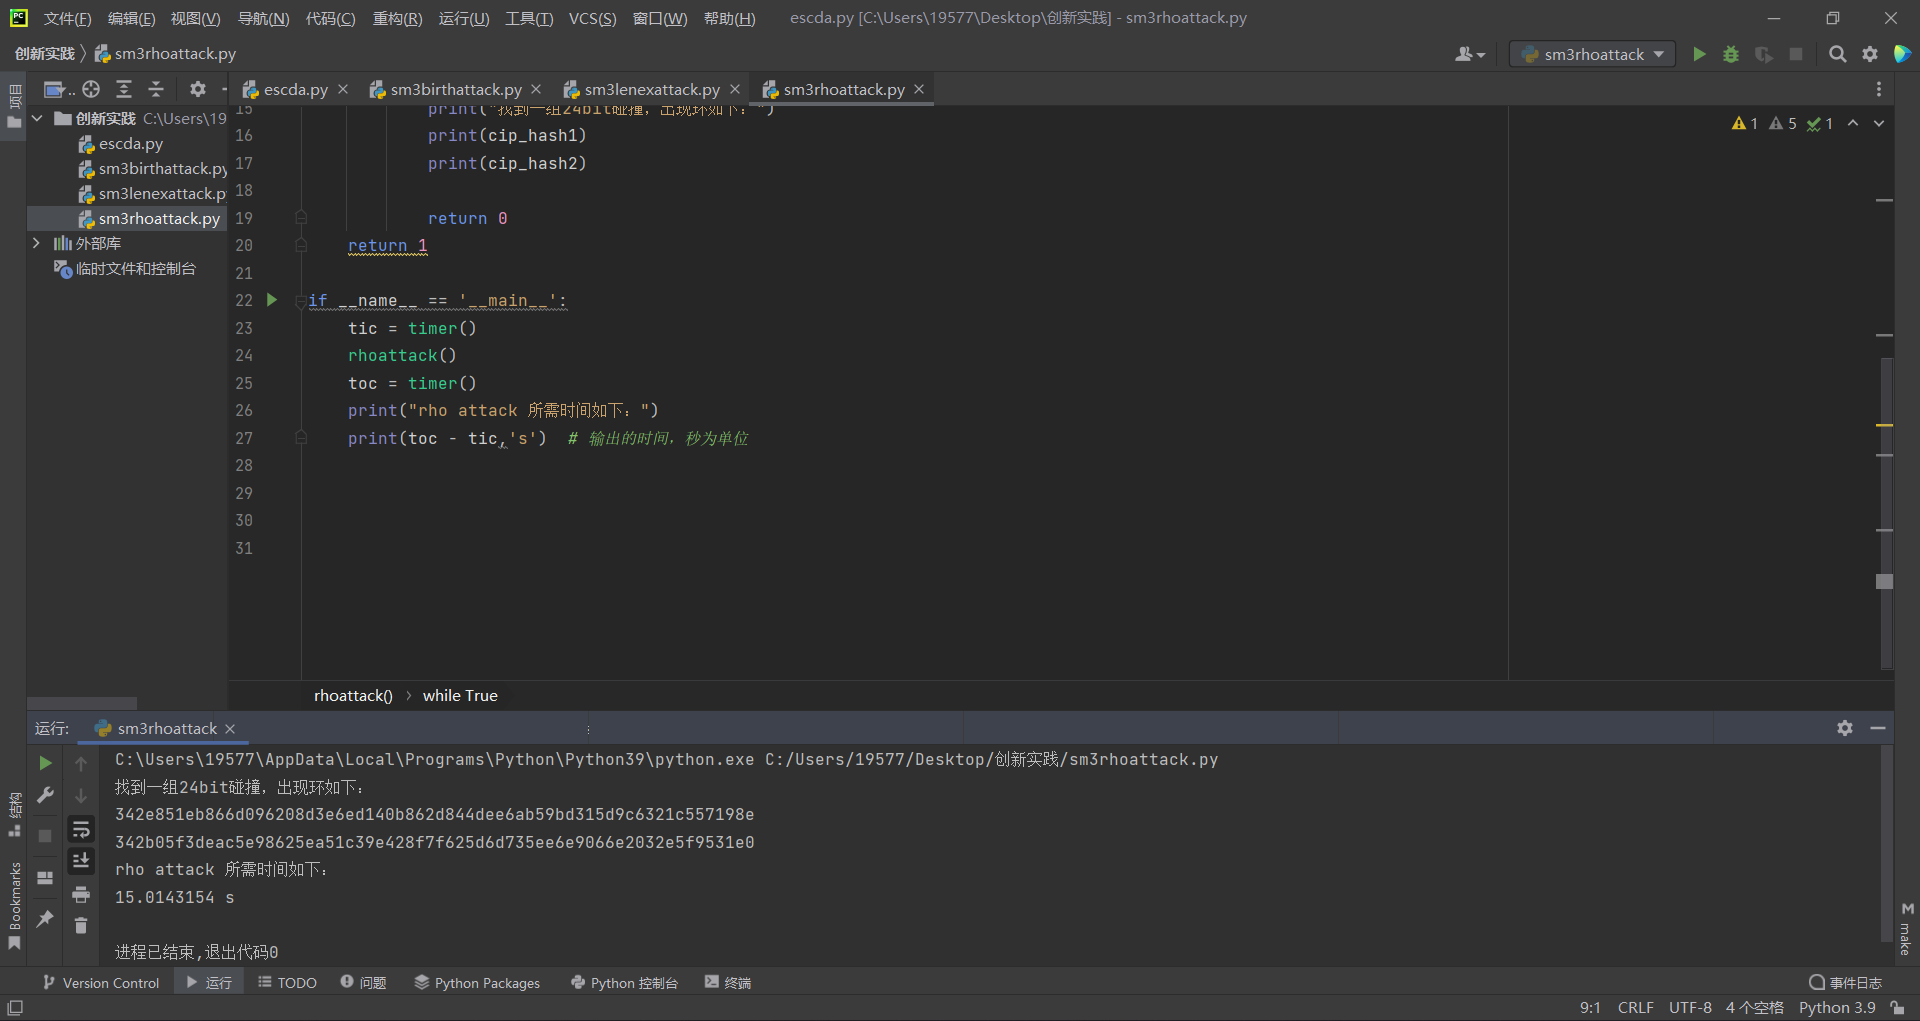 文件(F) 编辑(E) 视图(V) 导航(N) 代码(C) 重构(R) 运行(U) 工具(T) VCS(S) 窗口(W) 帮助(H) escda.py [C:\Users\19577\Desktop\创新实践] - sm3rhoattack.py
创新实践 sm3rhoattack.py
sm3rhoattack
项目
escda.py sm3birthattack.py sm3lenexattack.py sm3rhoattack.py
创新实践 C:\Users\19
escda.py
sm3birthattack.py
sm3lenexattack.py
sm3rhoattack.py
外部库
临时文件和控制台
1 5 1
15 print("找到一组24bit碰撞，出现环如下：")
16 print(cip_hash1)
17 print(cip_hash2)
18
19 return 0
20 return 1
21
22 if __name__ == '__main__':
23 tic = timer()
24 rhoattack()
25 toc = timer()
26 print("rho attack 所需时间如下：")
27 print(toc - tic,'s') # 输出的时间，秒为单位
28
29
30
31
rhoattack() › while True
运行: sm3rhoattack
C:\Users\19577\AppData\Local\Programs\Python\Python39\python.exe C:/Users/19577/Desktop/创新实践/sm3rhoattack.py
找到一组24bit碰撞，出现环如下：
342e851eb866d096208d3e6ed140b862d844dee6ab59bd315d9c6321c557198e
342b05f3deac5e98625ea51c39e428f7f625d6d735ee6e9066e2032e5f9531e0
rho attack 所需时间如下：
15.0143154 s
进程已结束,退出代码0
结构
Bookmarks
make
Version Control 运行 TODO 问题 Python Packages Python 控制台 终端 事件日志
9:1 CRLF UTF-8 4 个空格 Python 3.9